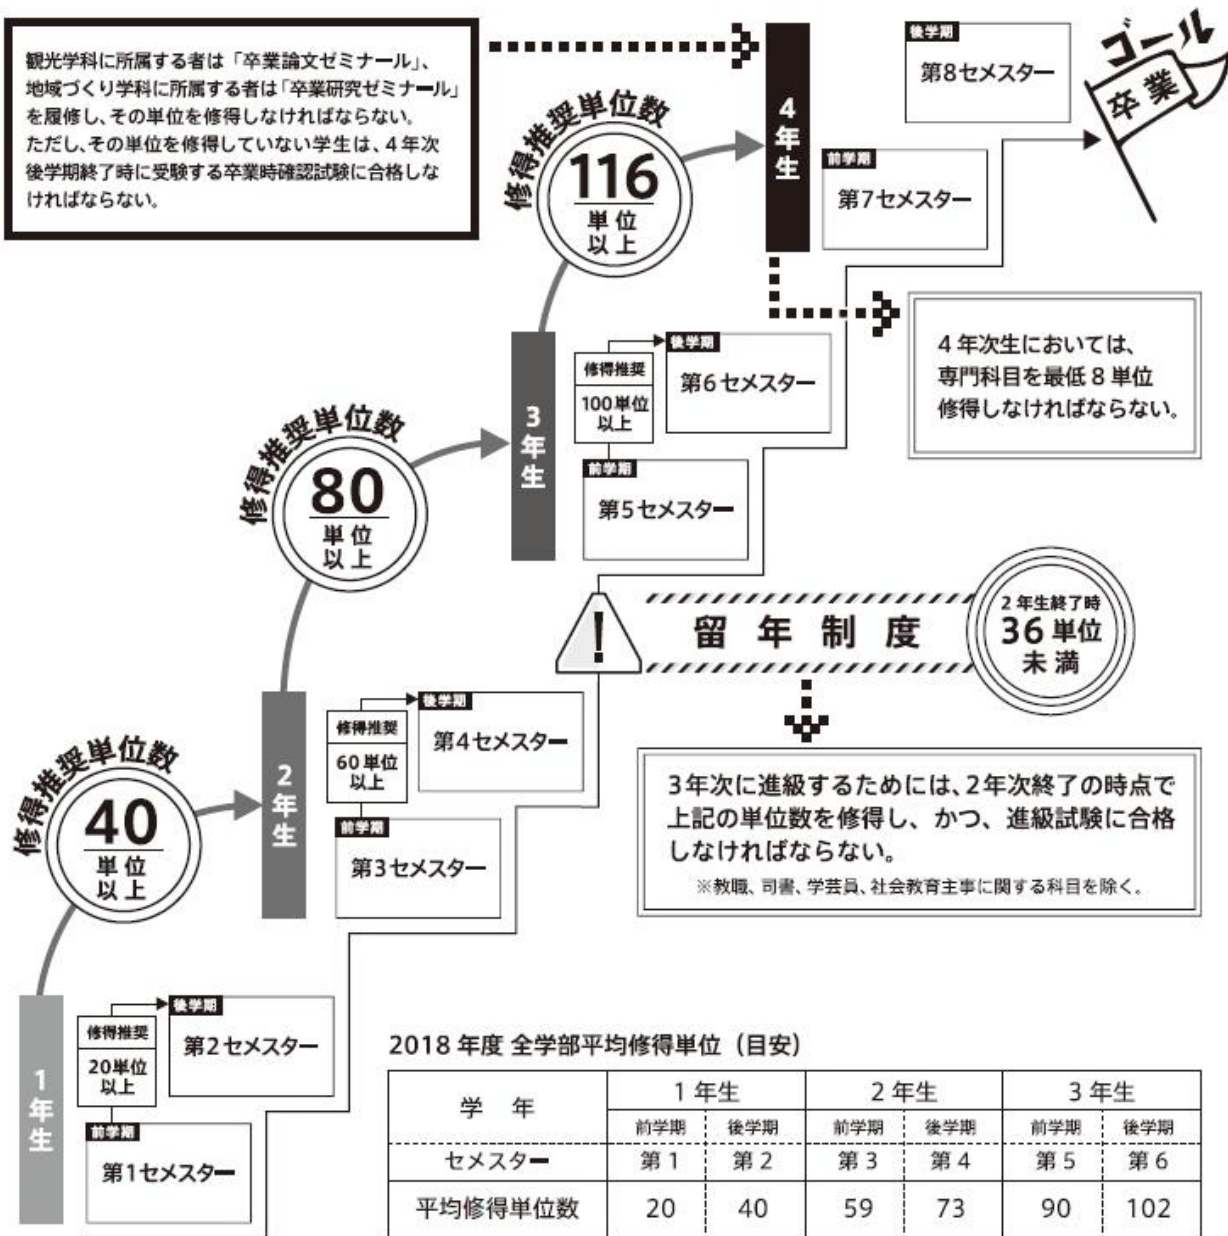 観光学科に所属する者は「卒業論文ゼミナール」、
地域づくり学科に所属する者は「卒業研究ゼミナール」
を履修し、その単位を修得しなければならない。
ただし、その単位を修得していない学生は、4年次
後学期終了時に受験する卒業時確認試験に合格しな
ければならない。
ゴール
卒業
後学期
第8セメスター
4年生
前学期
第7セメスター
修得推奨単位数
116
単位
以上
4年次生においては、
専門科目を最低8単位
修得しなければならない。
3年生
後学期
第6セメスター
修得推奨
100単位
以上
前学期
第5セメスター
修得推奨単位数
80
単位
以上
!
留年制度
2年生終了時
36単位
未満
3年次に進級するためには、2年次終了の時点で
上記の単位数を修得し、かつ、進級試験に合格
しなければならない。
※教職、司書、学芸員、社会教育主事に関する科目を除く。
2年生
後学期
第4セメスター
修得推奨
60単位
以上
前学期
第3セメスター
修得推奨単位数
40
単位
以上
1年生
後学期
第2セメスター
修得推奨
20単位
以上
前学期
第1セメスター
2018年度 全学部平均修得単位（目安）
学年 1年生 2年生 3年生
前学期 後学期 前学期 後学期 前学期 後学期
セメスター 第1 第2 第3 第4 第5 第6
平均修得単位数 20 40 59 73 90 102